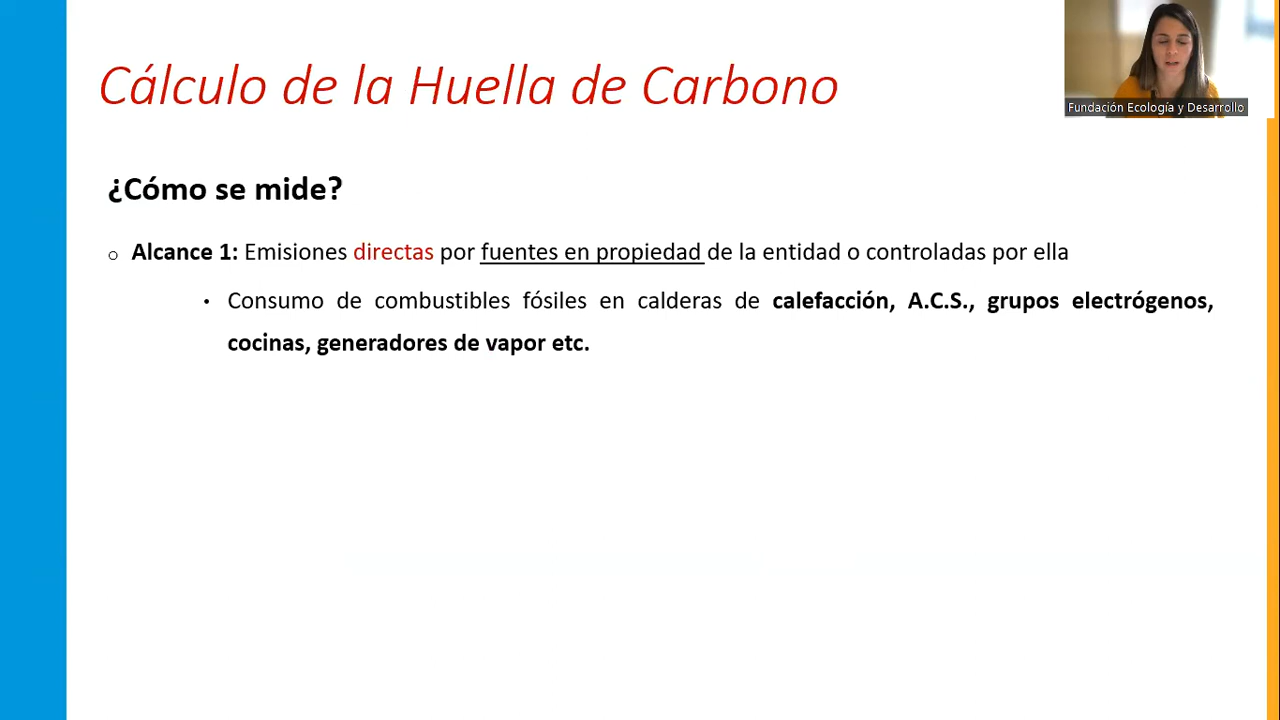 Cálculo de la Huella de Carbono
Fundación Ecología y Desarrollo
¿Cómo se mide?
o Alcance 1: Emisiones directas por fuentes en propiedad de la entidad o controladas por ella
• Consumo de combustibles fósiles en calderas de calefacción, A.C.S., grupos electrógenos,
cocinas, generadores de vapor etc.